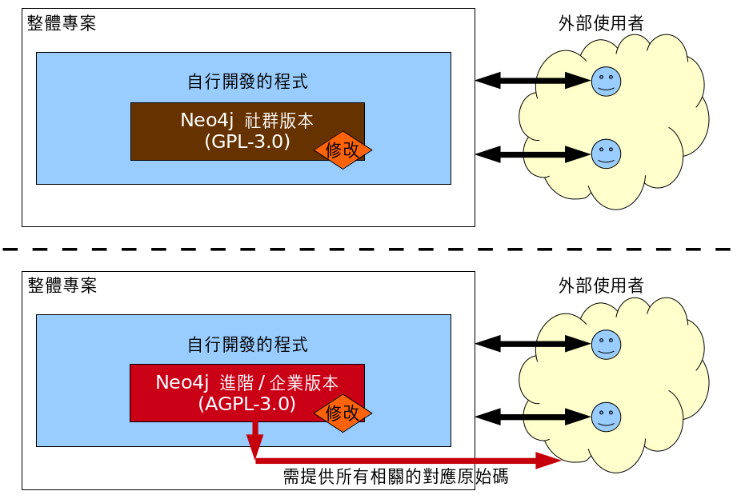 整體專案
外部使用者
自行開發的程式
Neo4j 社群版本
(GPL-3.0)
修改
整體專案
外部使用者
自行開發的程式
Neo4j 進階 / 企業版本
(AGPL-3.0)
修改
需提供所有相關的對應原始碼